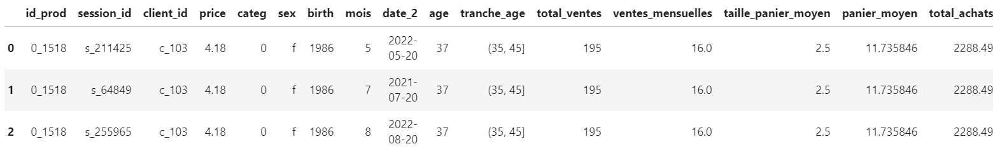 id_prod session_id client_id price categ sex birth mois date_2 age tranche_age total_ventes ventes_mensuelles taille_panier_moyen panier_moyen total_achats
0 0_1518 s_211425 c_103 4.18 0 f 1986 5 2022-05-20 37 (35, 45] 195 16.0 2.5 11.735846 2288.49
1 0_1518 s_64849 c_103 4.18 0 f 1986 7 2021-07-20 37 (35, 45] 195 16.0 2.5 11.735846 2288.49
2 0_1518 s_255965 c_103 4.18 0 f 1986 8 2022-08-20 37 (35, 45] 195 16.0 2.5 11.735846 2288.49